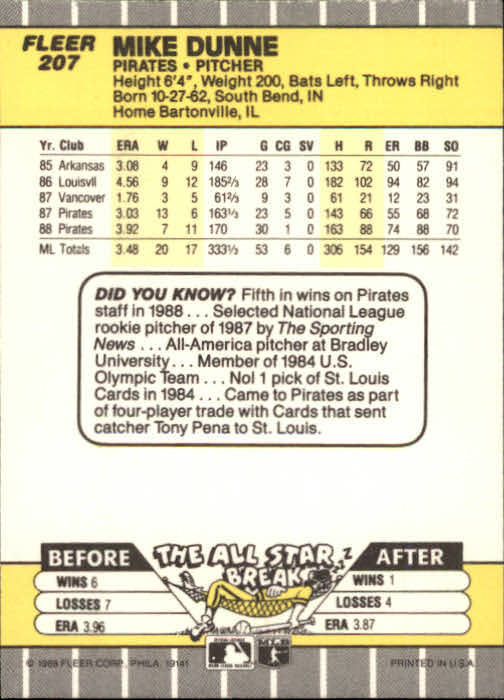 FLEER
207
MIKE DUNNE
PIRATES • PITCHER
Height 6'4", Weight 200, Bats Left, Throws Right
Born 10-27-62, South Bend, IN
Home Bartonville, IL
Yr. Club ERA W L IP G CG SV H R ER BB SO
85 Arkansas 3.08 4 9 146 23 3 0 133 72 50 57 91
86 Louisvll 4.56 9 12 185⅔ 28 7 0 182 102 94 82 94
87 Vancover 1.76 3 5 61⅔ 9 3 0 61 21 12 23 31
87 Pirates 3.03 13 6 163⅓ 23 5 0 143 66 55 68 72
88 Pirates 3.92 7 11 170 30 1 0 163 88 74 88 70
ML Totals 3.48 20 17 333⅓ 53 6 0 306 154 129 156 142
DID YOU KNOW? Fifth in wins on Pirates
staff in 1988 . . . Selected National League
rookie pitcher of 1987 by The Sporting
News . . . All-America pitcher at Bradley
University . . . Member of 1984 U.S.
Olympic Team . . . Nol 1 pick of St. Louis
Cards in 1984 . . . Came to Pirates as part
of four-player trade with Cards that sent
catcher Tony Pena to St. Louis.
BEFORE THE ALL STAR BREAK AFTER
WINS 6 WINS 1
LOSSES 7 LOSSES 4
ERA 3.96 ERA 3.87
© 1989 FLEER CORP., PHILA. 19141 PRINTED IN U.S.A.